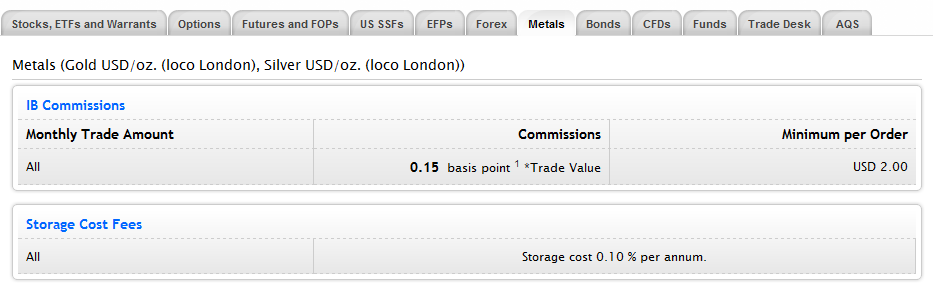 Stocks, ETFs and Warrants Options Futures and FOPs US SSFs EFPs Forex Metals Bonds CFDs Funds Trade Desk AQS
Metals (Gold USD/oz. (loco London), Silver USD/oz. (loco London))
IB Commissions
Monthly Trade Amount Commissions Minimum per Order
All 0.15 basis point 1 *Trade Value USD 2.00
Storage Cost Fees
All Storage cost 0.10 % per annum.